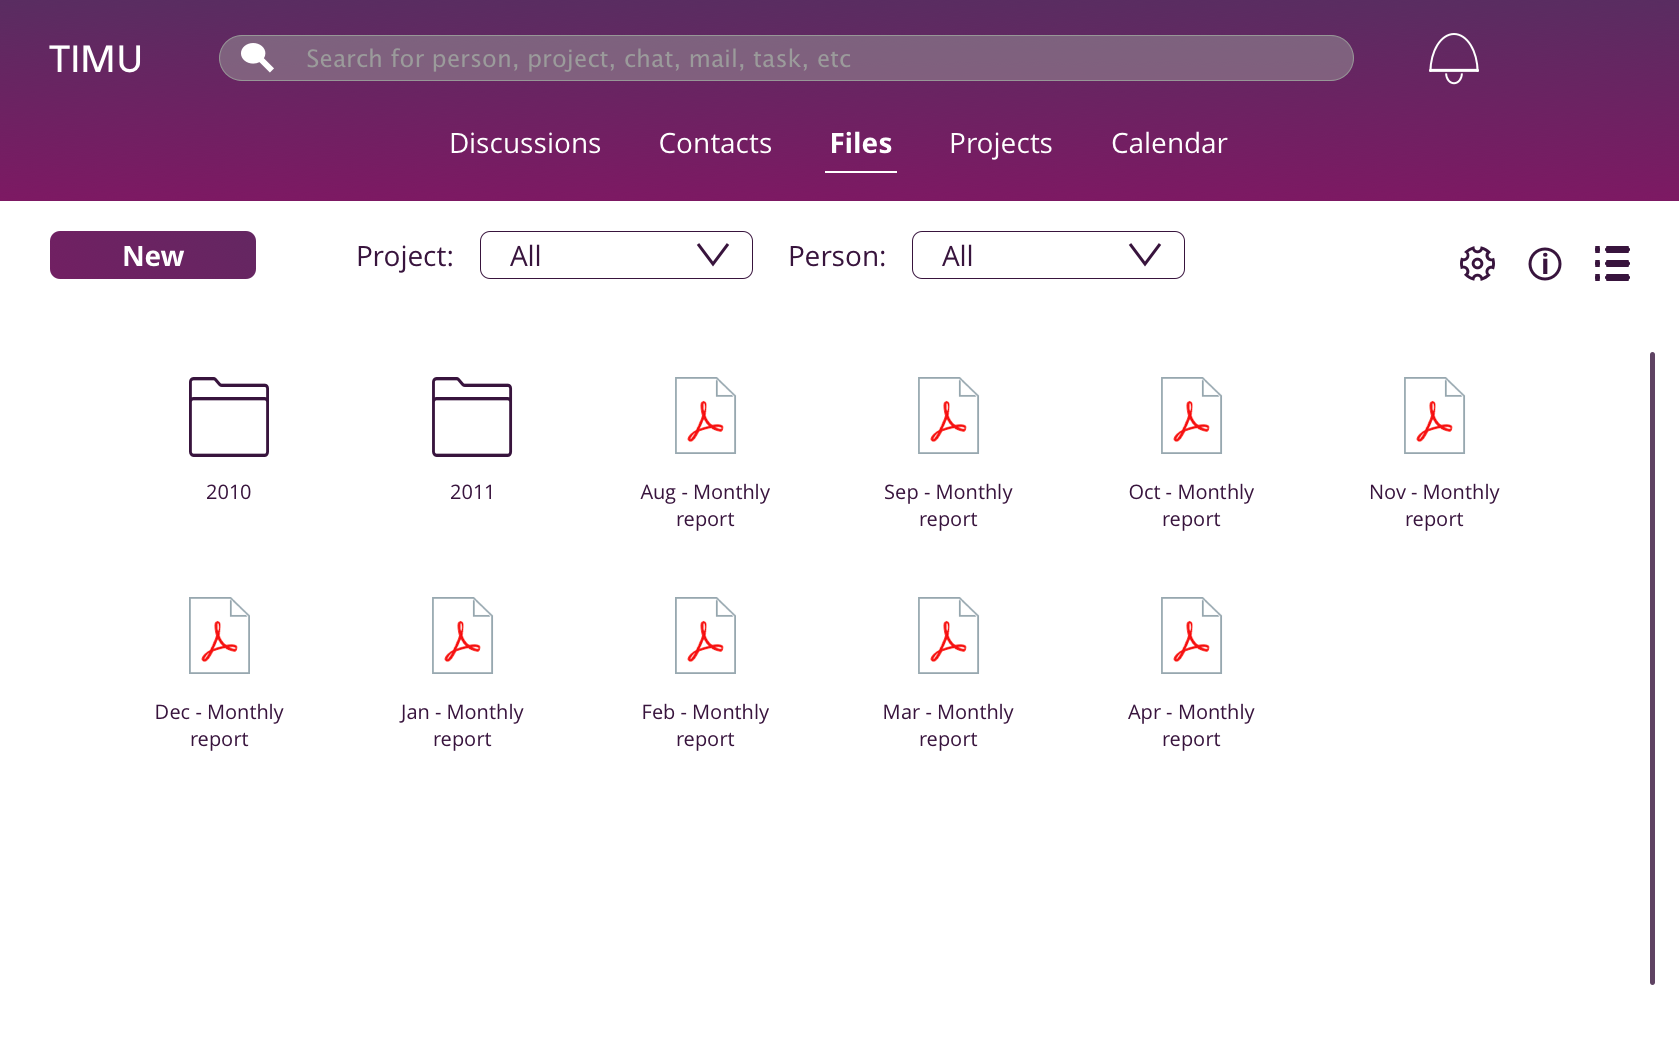 TIMU
Search for person, project, chat, mail, task, etc
Discussions Contacts Files Projects Calendar
New Project: All Person: All
2010
2011
Aug - Monthly
report
Sep - Monthly
report
Oct - Monthly
report
Nov - Monthly
report
Dec - Monthly
report
Jan - Monthly
report
Feb - Monthly
report
Mar - Monthly
report
Apr - Monthly
report